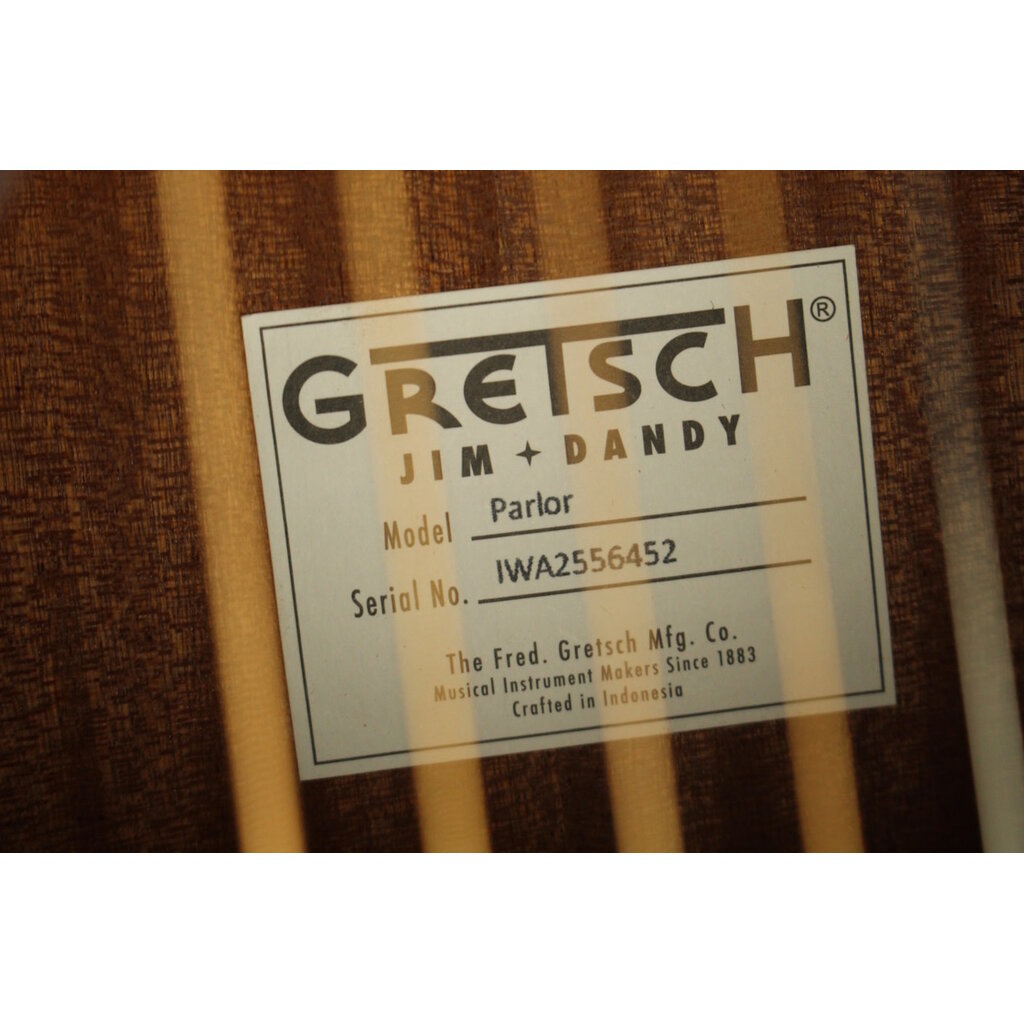 GRETSCH®
JIM✦DANDY
Model Parlor
Serial No. IWA2556452
The Fred. Gretsch Mfg. Co.
Musical Instrument Makers Since 1883
Crafted in Indonesia